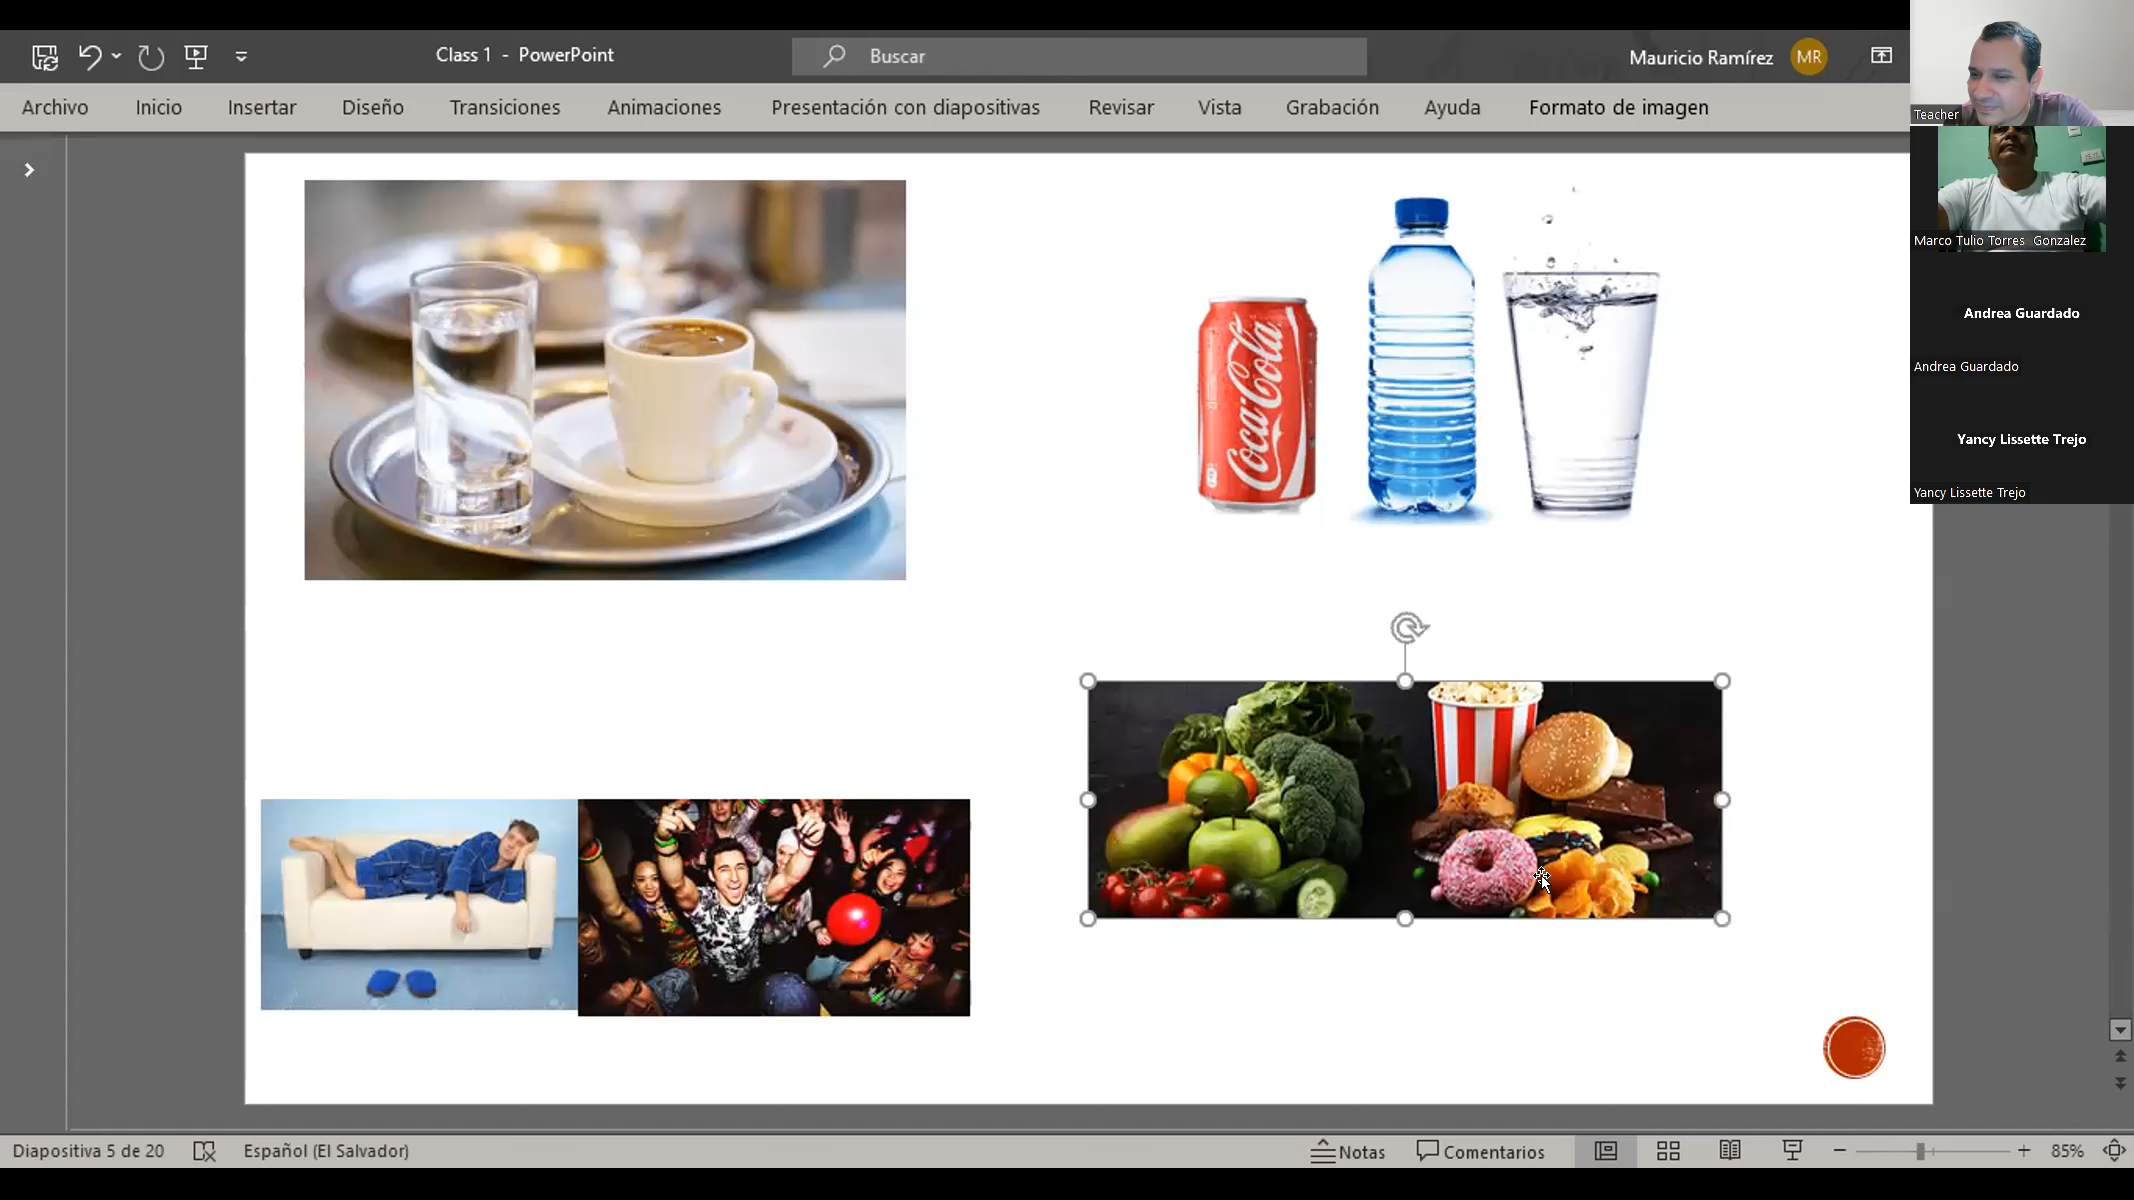 Class 1 - PowerPoint
Buscar
Mauricio Ramírez
MR
Archivo
Inicio
Insertar
Diseño
Transiciones
Animaciones
Presentación con diapositivas
Revisar
Vista
Grabación
Ayuda
Formato de imagen
Teacher
Marco Tulio Torres Gonzalez
Andrea Guardado
Andrea Guardado
Yancy Lissette Trejo
Yancy Lissette Trejo
Coca-Cola
Diapositiva 5 de 20
Español (El Salvador)
Notas
Comentarios
85%